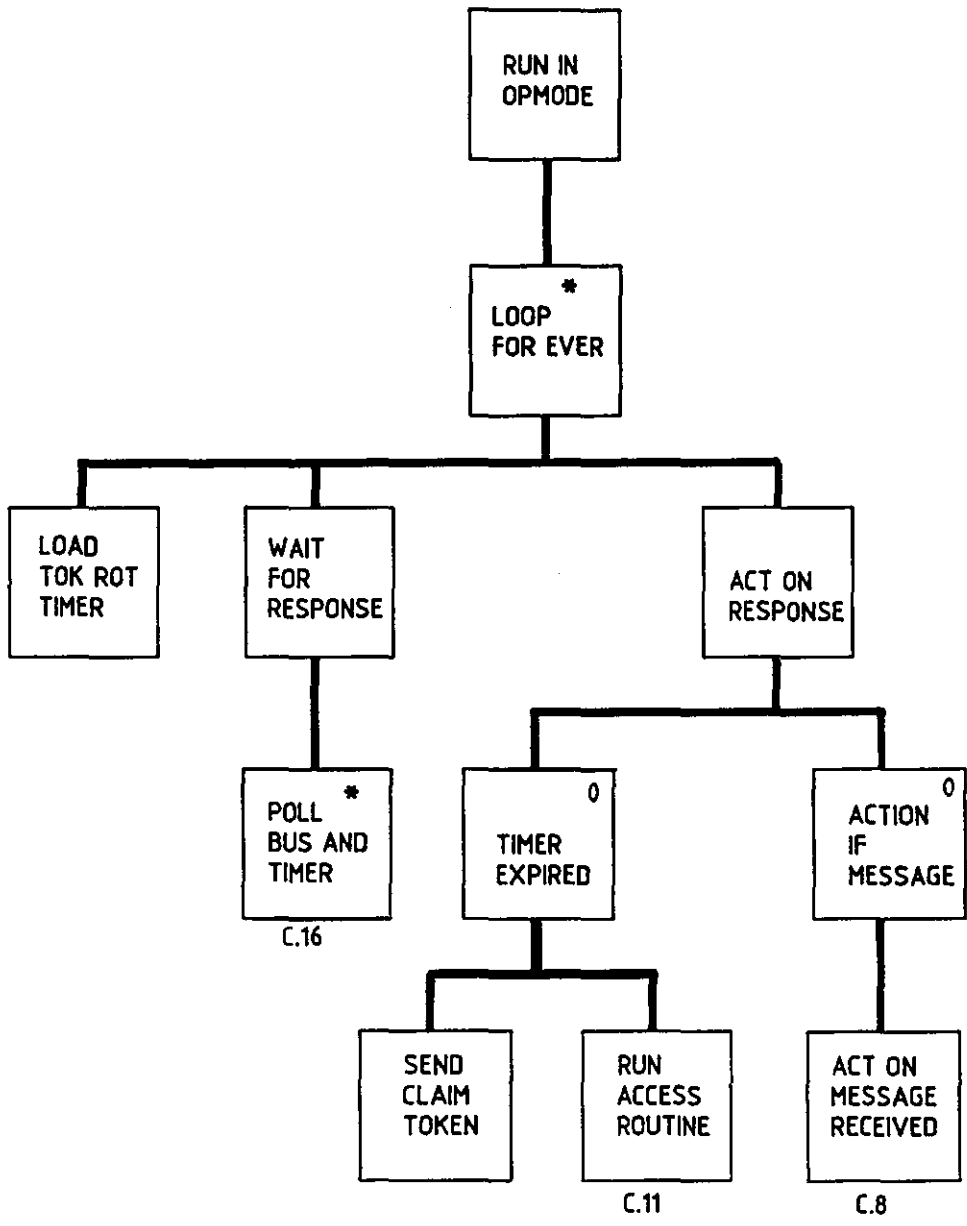 RUN IN
OPMODE
*
LOOP
FOR EVER
LOAD
TOK ROT
TIMER
WAIT
FOR
RESPONSE
ACT ON
RESPONSE
*
POLL
BUS AND
TIMER
C.16
0
TIMER
EXPIRED
0
ACTION
IF
MESSAGE
SEND
CLAIM
TOKEN
RUN
ACCESS
ROUTINE
C.11
ACT ON
MESSAGE
RECEIVED
C.8